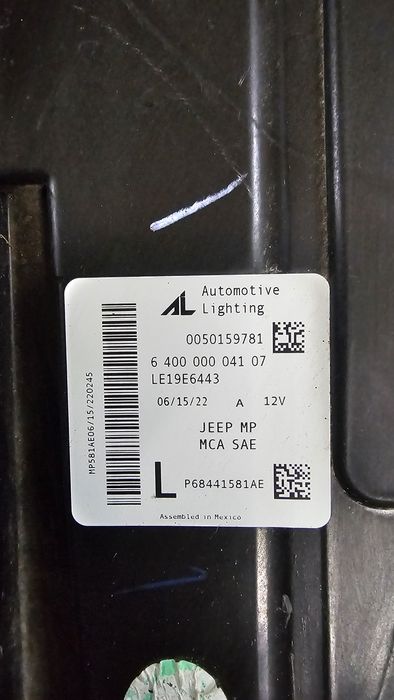 AL Automotive
Lighting
0050159781
6 400 000 041 07
LE19E6443
06/15/22 A 12V
JEEP MP
MCA SAE
L P68441581AE
Assembled in Mexico
MP581AE06/15/220245